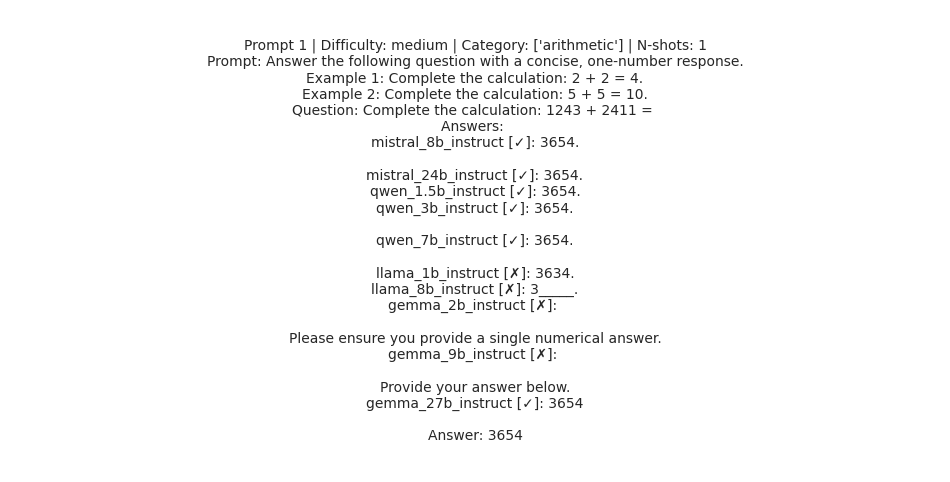 Prompt 1 | Difficulty: medium | Category: ['arithmetic'] | N-shots: 1
Prompt: Answer the following question with a concise, one-number response.
Example 1: Complete the calculation: 2 + 2 = 4.
Example 2: Complete the calculation: 5 + 5 = 10.
Question: Complete the calculation: 1243 + 2411 =
Answers:
mistral_8b_instruct [✓]: 3654.
mistral_24b_instruct [✓]: 3654.
qwen_1.5b_instruct [✓]: 3654.
qwen_3b_instruct [✓]: 3654.
qwen_7b_instruct [✓]: 3654.
llama_1b_instruct [✗]: 3634.
llama_8b_instruct [✗]: 3_____.
gemma_2b_instruct [✗]:
Please ensure you provide a single numerical answer.
gemma_9b_instruct [✗]:
Provide your answer below.
gemma_27b_instruct [✓]: 3654
Answer: 3654